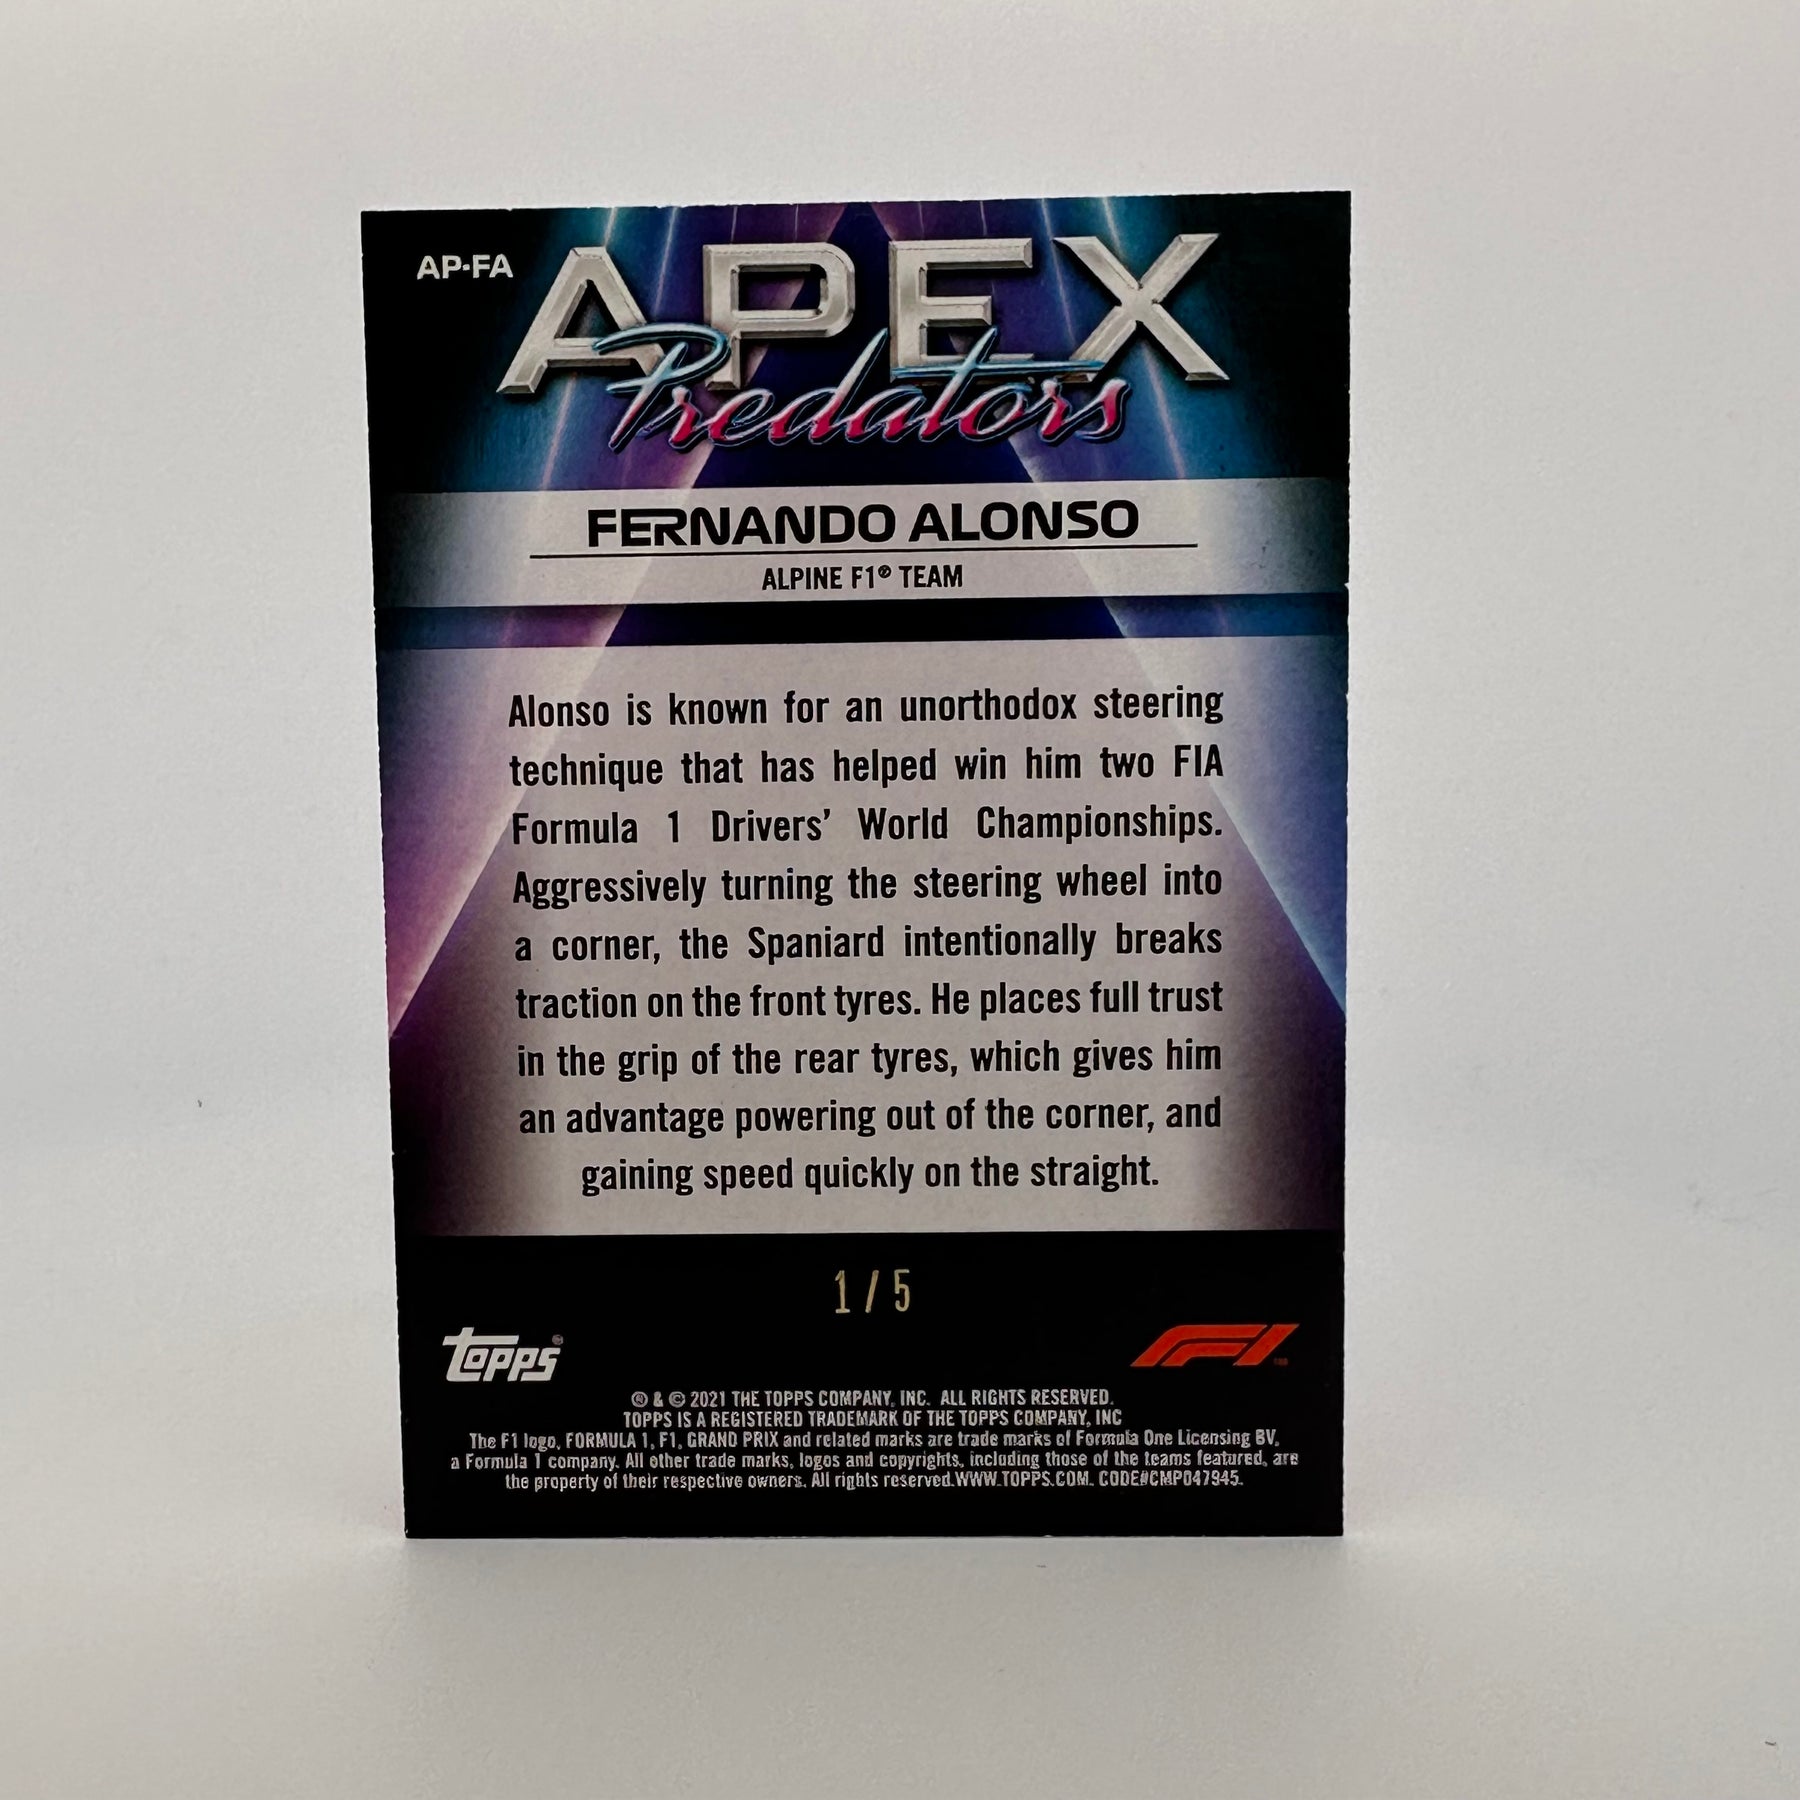 AP-FA
APEX
Predators
FERNANDO ALONSO
ALPINE F1® TEAM
Alonso is known for an unorthodox steering
technique that has helped win him two FIA
Formula 1 Drivers' World Championships.
Aggressively turning the steering wheel into
a corner, the Spaniard intentionally breaks
traction on the front tyres. He places full trust
in the grip of the rear tyres, which gives him
an advantage powering out of the corner, and
gaining speed quickly on the straight.
1/5
topps®
F1
® & © 2021 THE TOPPS COMPANY, INC. ALL RIGHTS RESERVED.
TOPPS IS A REGISTERED TRADEMARK OF THE TOPPS COMPANY, INC
The F1 logo, FORMULA 1, F1, GRAND PRIX and related marks are trade marks of Formula One Licensing BV,
a Formula 1 company. All other trade marks, logos and copyrights, including those of the teams featured, are
the property of their respective owners. All rights reserved.WWW.TOPPS.COM. CODE#CMP047945.